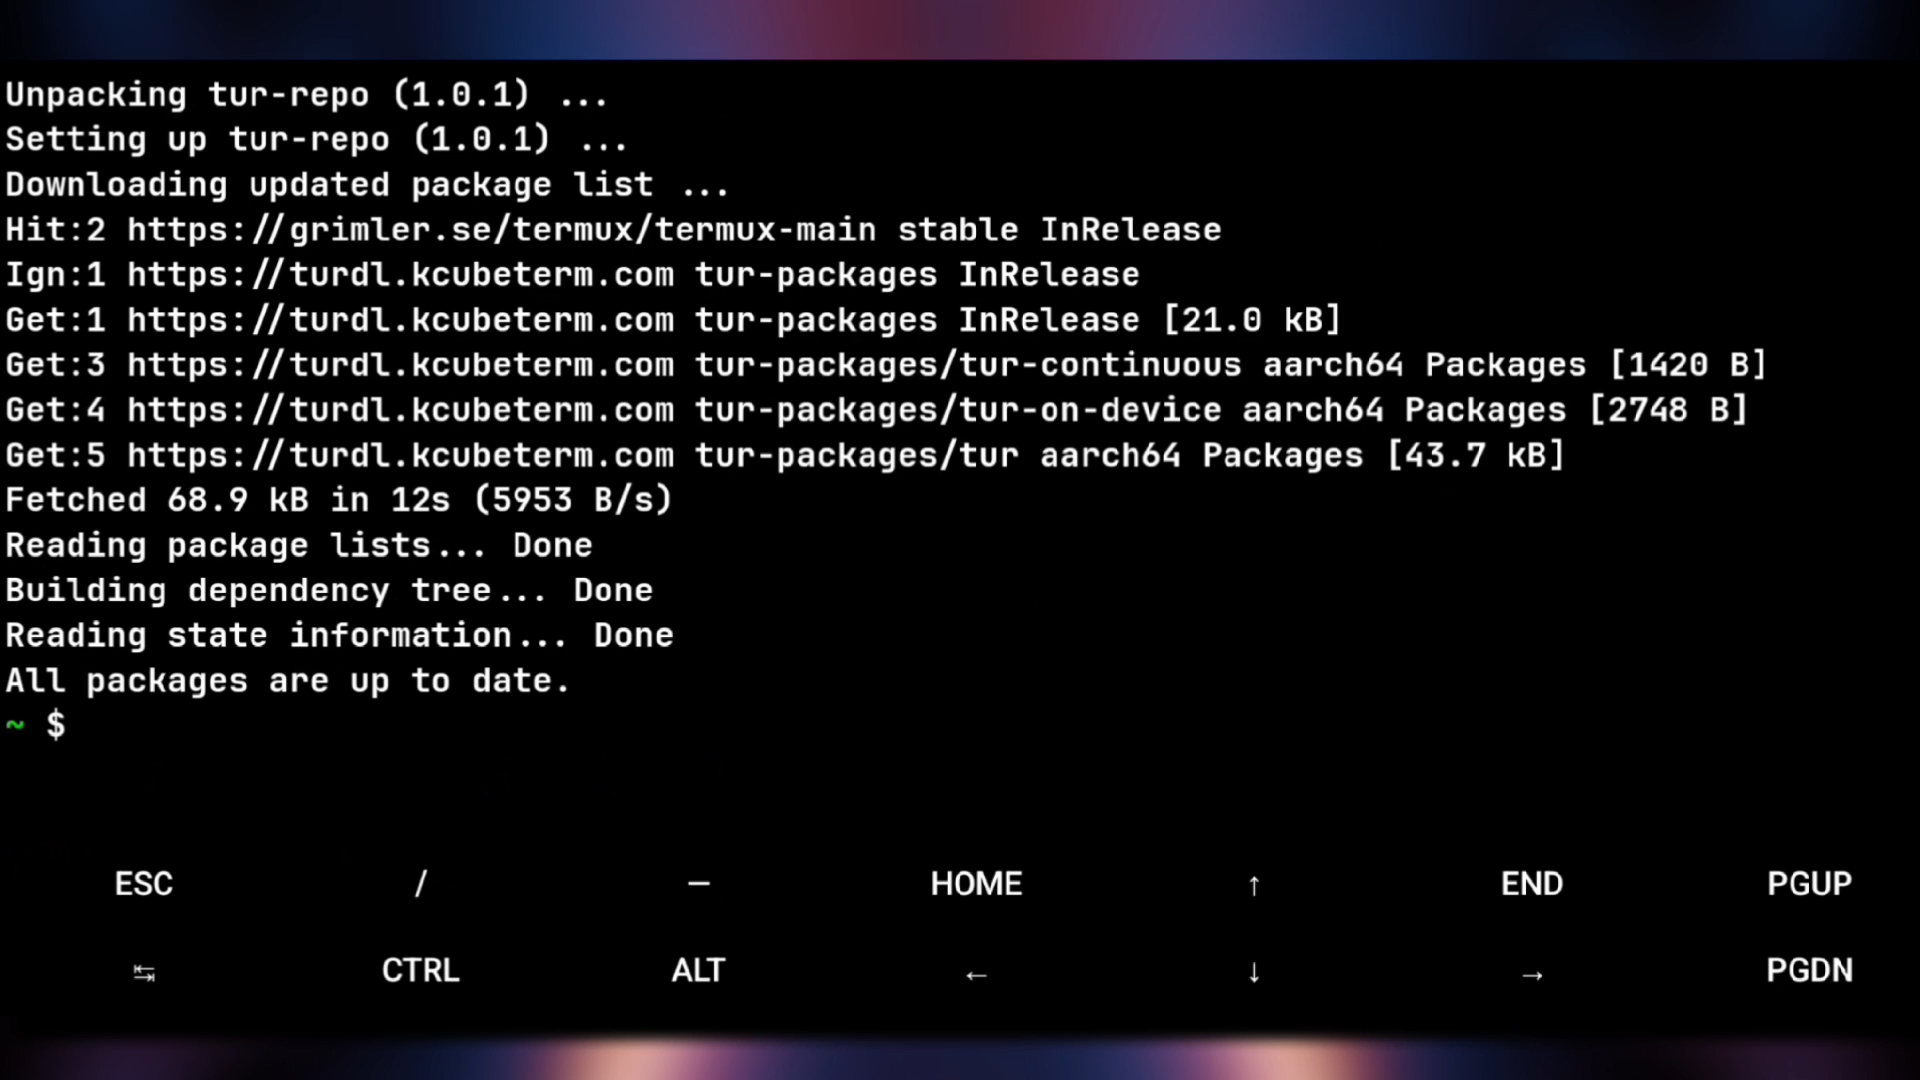 Unpacking tur-repo (1.0.1) ...
Setting up tur-repo (1.0.1) ...
Downloading updated package list ...
Hit:2 https://grimler.se/termux/termux-main stable InRelease
Ign:1 https://turdl.kcubeterm.com tur-packages InRelease
Get:1 https://turdl.kcubeterm.com tur-packages InRelease [21.0 kB]
Get:3 https://turdl.kcubeterm.com tur-packages/tur-continuous aarch64 Packages [1420 B]
Get:4 https://turdl.kcubeterm.com tur-packages/tur-on-device aarch64 Packages [2748 B]
Get:5 https://turdl.kcubeterm.com tur-packages/tur aarch64 Packages [43.7 kB]
Fetched 68.9 kB in 12s (5953 B/s)
Reading package lists... Done
Building dependency tree... Done
Reading state information... Done
All packages are up to date.
~ $
ESC / — HOME ↑ END PGUP
↹ CTRL ALT ← ↓ → PGDN